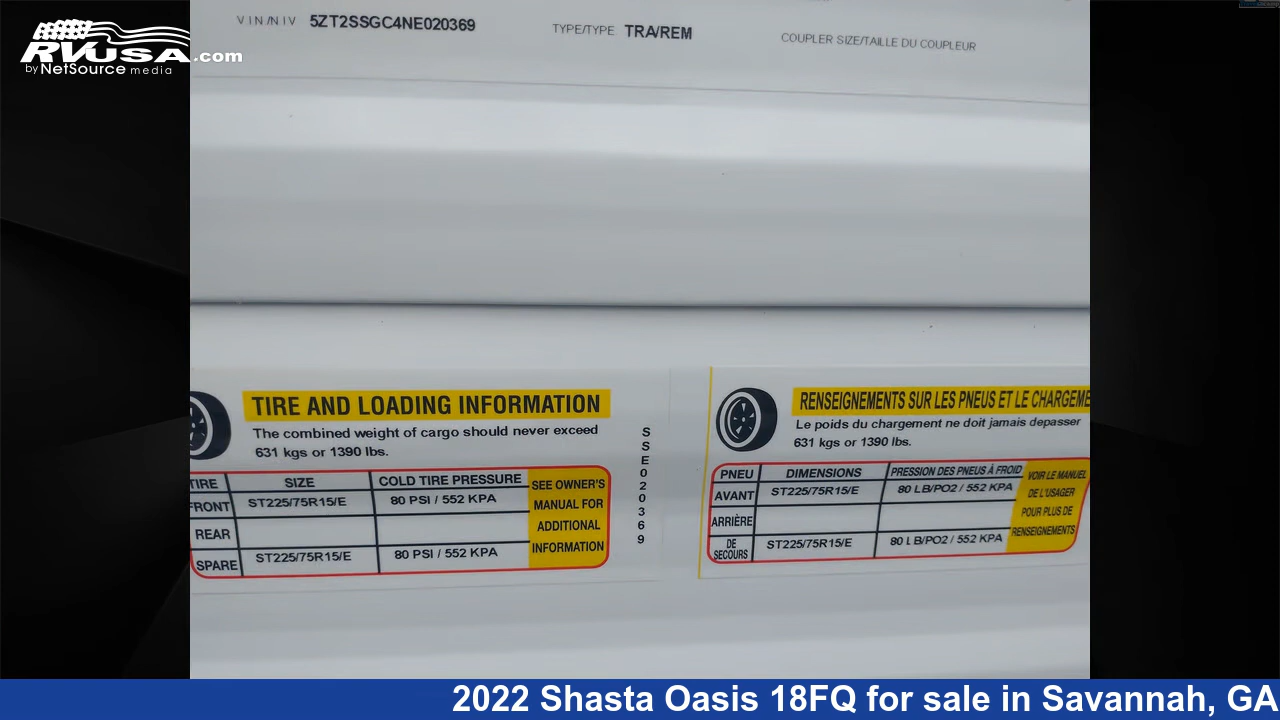 VIN/NIV 5ZT2SSGC4NE020369 TYPE/TYPE TRA/REM COUPLER SIZE/TAILLE DU COUPLEUR
RVUSA.com
by NetSource media
TIRE AND LOADING INFORMATION
The combined weight of cargo should never exceed
631 kgs or 1390 lbs.
TIRE SIZE COLD TIRE PRESSURE SEE OWNER'S MANUAL FOR ADDITIONAL INFORMATION
FRONT ST225/75R15/E 80 PSI / 552 KPA
REAR
SPARE ST225/75R15/E 80 PSI / 552 KPA
SSE020369
RENSEIGNEMENTS SUR LES PNEUS ET LE CHARGEME
Le poids du chargement ne doit jamais depasser
631 kgs or 1390 lbs.
PNEU DIMENSIONS PRESSION DES PNEUS À FROID VOIR LE MANUEL DE L'USAGER POUR PLUS DE RENSEIGNEMENTS
AVANT ST225/75R15/E 80 LB/PO2 / 552 KPA
ARRIÈRE
DE SECOURS ST225/75R15/E 80 LB/PO2 / 552 KPA
2022 Shasta Oasis 18FQ for sale in Savannah, GA